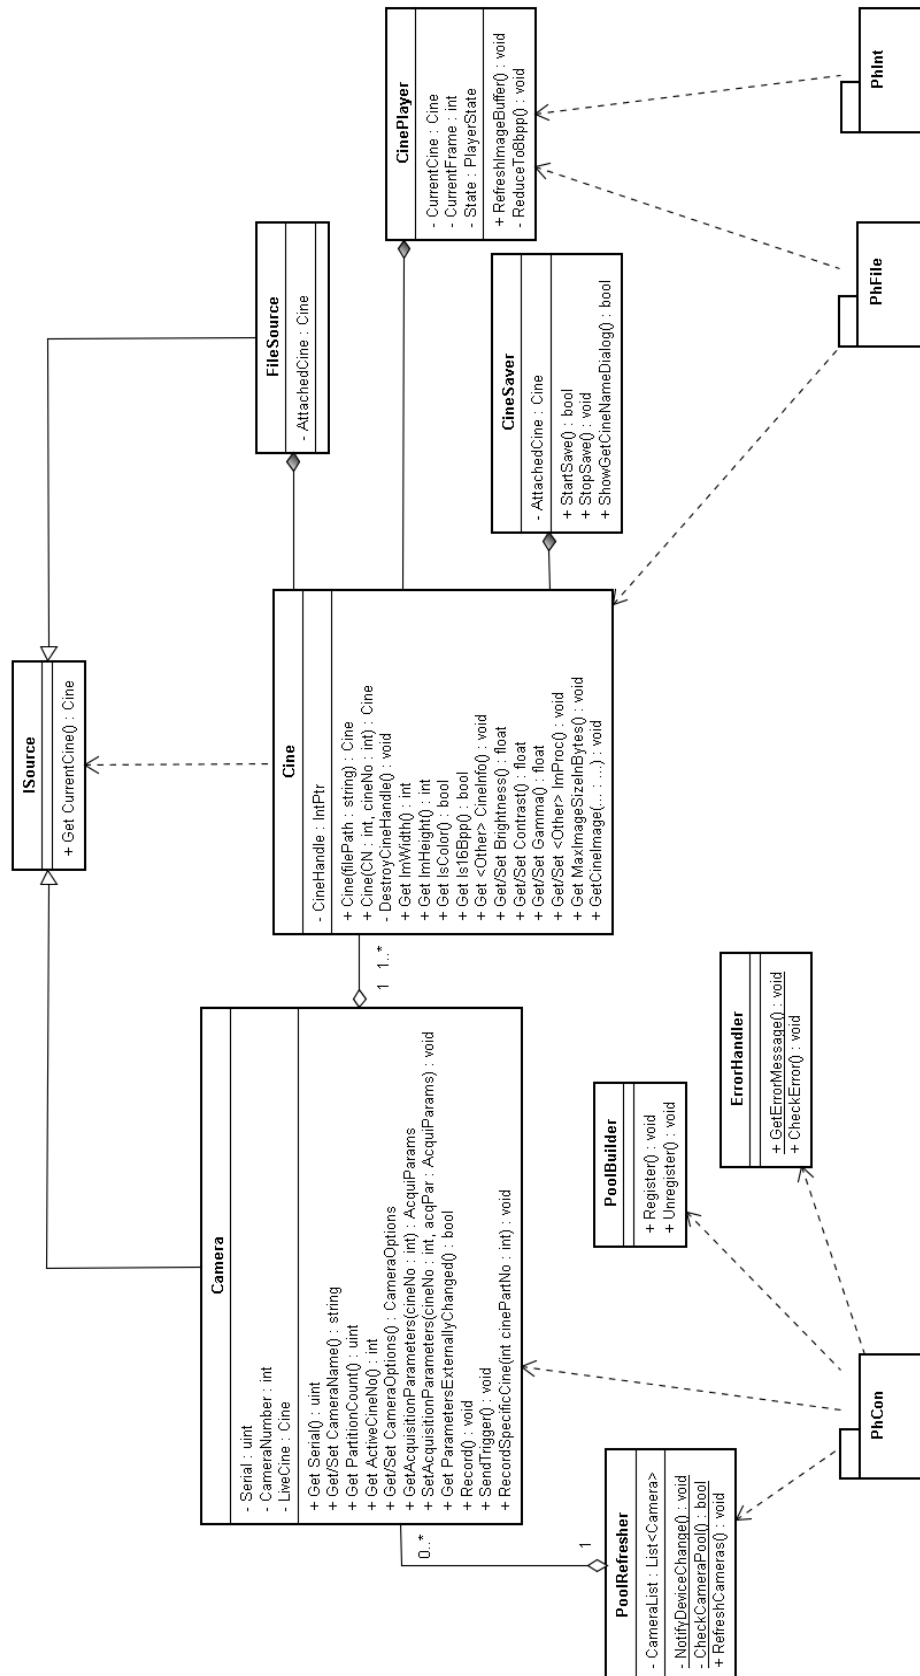 ISource
+ Get CurrentCine() : Cine
Camera
- Serial : uint
- CameraNumber : int
- LiveCine : Cine
+ Get Serial() : uint
+ Get/Set CameraName() : string
+ Get PartitionCount() : uint
+ Get ActiveCineNo() : int
+ Get/Set CameraOptions() : CameraOptions
+ GetAcquisitionParameters(cineNo : int) : AcquiParams
+ SetAcquisitionParameters(cineNo : int, acqPar : AcquiParams) : void
+ Get ParametersExternallyChanged() : bool
+ Record() : void
+ SendTrigger() : void
+ RecordSpecificCine(int cinePartNo : int) : void
1
1..*
Cine
- CineHandle : IntPtr
+ Cine(filePath : string) : Cine
+ Cine(CN : int, cineNo : int) : Cine
- DestroyCineHandle() : void
+ Get ImWidth() : int
+ Get ImHeight() : int
+ Get IsColor() : bool
+ Get Is16Bpp() : bool
+ Get <Other> CineInfo() : void
+ Get/Set Brightness() : float
+ Get/Set Contrast() : float
+ Get/Set Gamma() : float
+ Get/Set <Other> ImProc() : void
+ Get MaxImageSizeInBytes() : void
+ GetCineImage(... : ...) : void
FileSource
- AttachedCine : Cine
CinePlayer
- CurrentCine : Cine
- CurrentFrame : int
- State : PlayerState
+ RefreshImageBuffer() : void
- ReduceTo8bpp() : void
CineSaver
- AttachedCine : Cine
+ StartSave() : bool
+ StopSave() : void
+ ShowGetCineNameDialog() : bool
0..*
1
PoolRefresher
- CameraList : List<Camera>
- NotifyDeviceChange() : void
- CheckCameraPool() : bool
+ RefreshCameras() : void
PoolBuilder
+ Register() : void
+ Unregister() : void
ErrorHandler
+ GetErrorMessage() : void
+ CheckError() : void
PhCon
PhFile
PhInt